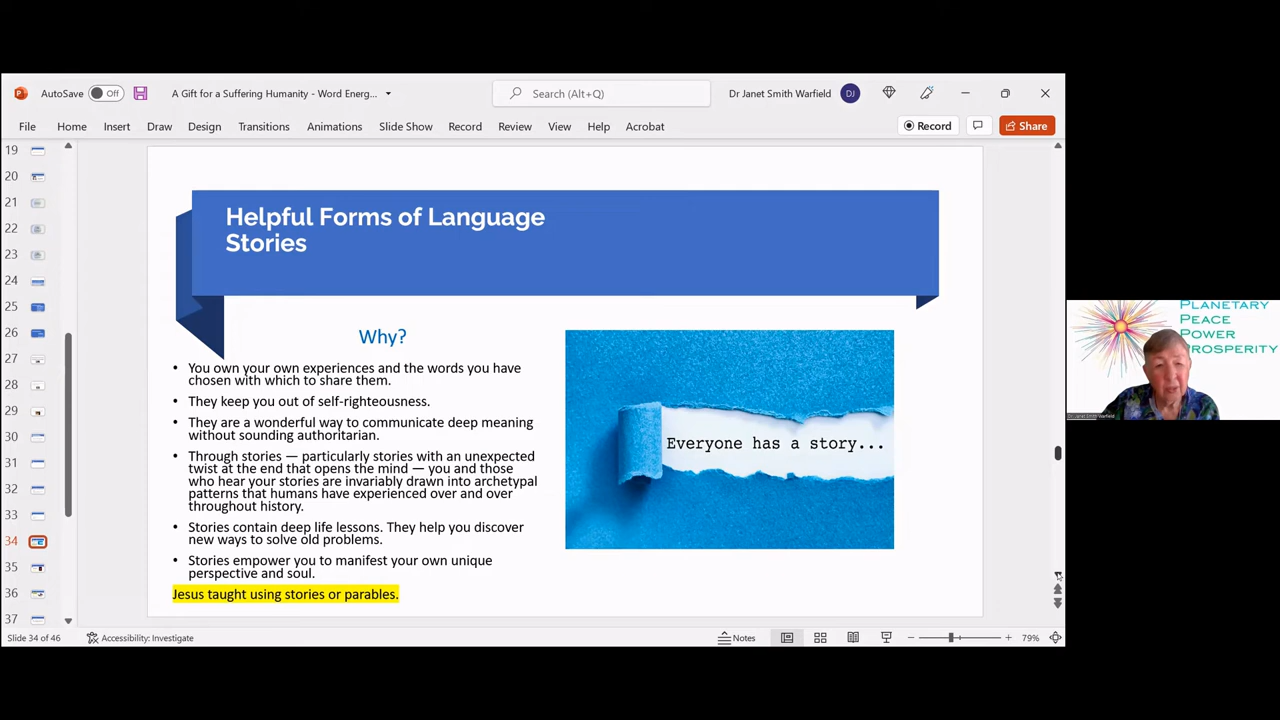 AutoSave Off A Gift for a Suffering Humanity - Word Energ... Search (Alt+Q) Dr Janet Smith Warfield DJ
File Home Insert Draw Design Transitions Animations Slide Show Record Review View Help Acrobat Record Share
19
20
21
22
23
24
25
26
27
28
29
30
31
32
33
34
35
36
37
Helpful Forms of Language
Stories
Why?
• You own your own experiences and the words you have
chosen with which to share them.
• They keep you out of self-righteousness.
• They are a wonderful way to communicate deep meaning
without sounding authoritarian.
• Through stories — particularly stories with an unexpected
twist at the end that opens the mind — you and those
who hear your stories are invariably drawn into archetypal
patterns that humans have experienced over and over
throughout history.
• Stories contain deep life lessons. They help you discover
new ways to solve old problems.
• Stories empower you to manifest your own unique
perspective and soul.
Jesus taught using stories or parables.
Everyone has a story...
PLANETARY
PEACE
POWER
PROSPERITY
Dr Janet Smith Warfield
Slide 34 of 46 Accessibility: Investigate Notes 79%